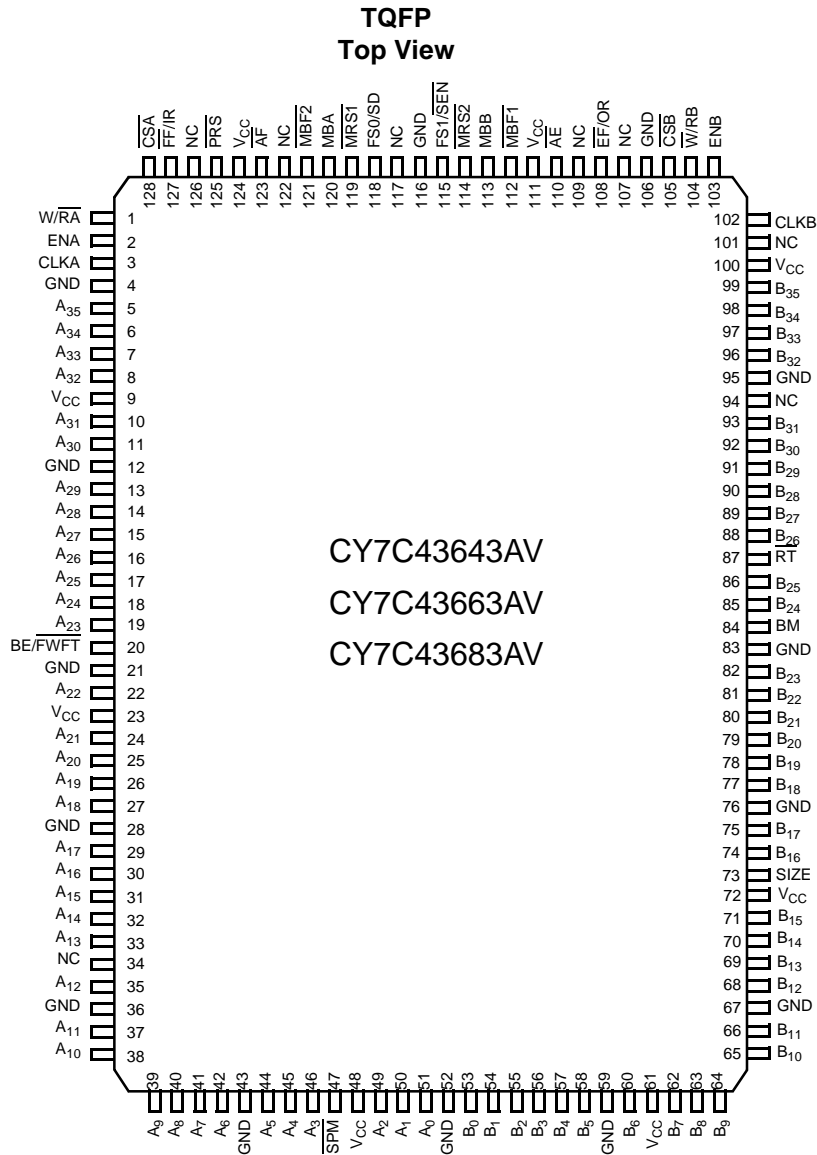 TQFP
Top View
CSA FF/IR NC PRS VCC AF NC MBF2 MBA MRS1 FS0/SD NC GND FS1/SEN MRS2 MBB MBF1 VCC AE NC EF/OR NC GND CSB W/RB ENB
128 127 126 125 124 123 122 121 120 119 118 117 116 115 114 113 112 111 110 109 108 107 106 105 104 103
W/RA 1
ENA 2
CLKA 3
GND 4
A35 5
A34 6
A33 7
A32 8
VCC 9
A31 10
A30 11
GND 12
A29 13
A28 14
A27 15
A26 16
A25 17
A24 18
A23 19
BE/FWFT 20
GND 21
A22 22
VCC 23
A21 24
A20 25
A19 26
A18 27
GND 28
A17 29
A16 30
A15 31
A14 32
A13 33
NC 34
A12 35
GND 36
A11 37
A10 38
CY7C43643AV
CY7C43663AV
CY7C43683AV
102 CLKB
101 NC
100 VCC
99 B35
98 B34
97 B33
96 B32
95 GND
94 NC
93 B31
92 B30
91 B29
90 B28
89 B27
88 B26
87 RT
86 B25
85 B24
84 BM
83 GND
82 B23
81 B22
80 B21
79 B20
78 B19
77 B18
76 GND
75 B17
74 B16
73 SIZE
72 VCC
71 B15
70 B14
69 B13
68 B12
67 GND
66 B11
65 B10
39 40 41 42 43 44 45 46 47 48 49 50 51 52 53 54 55 56 57 58 59 60 61 62 63 64
A9 A8 A7 A6 GND A5 A4 A3 SPM VCC A2 A1 A0 GND B0 B1 B2 B3 B4 B5 GND B6 VCC B7 B8 B9